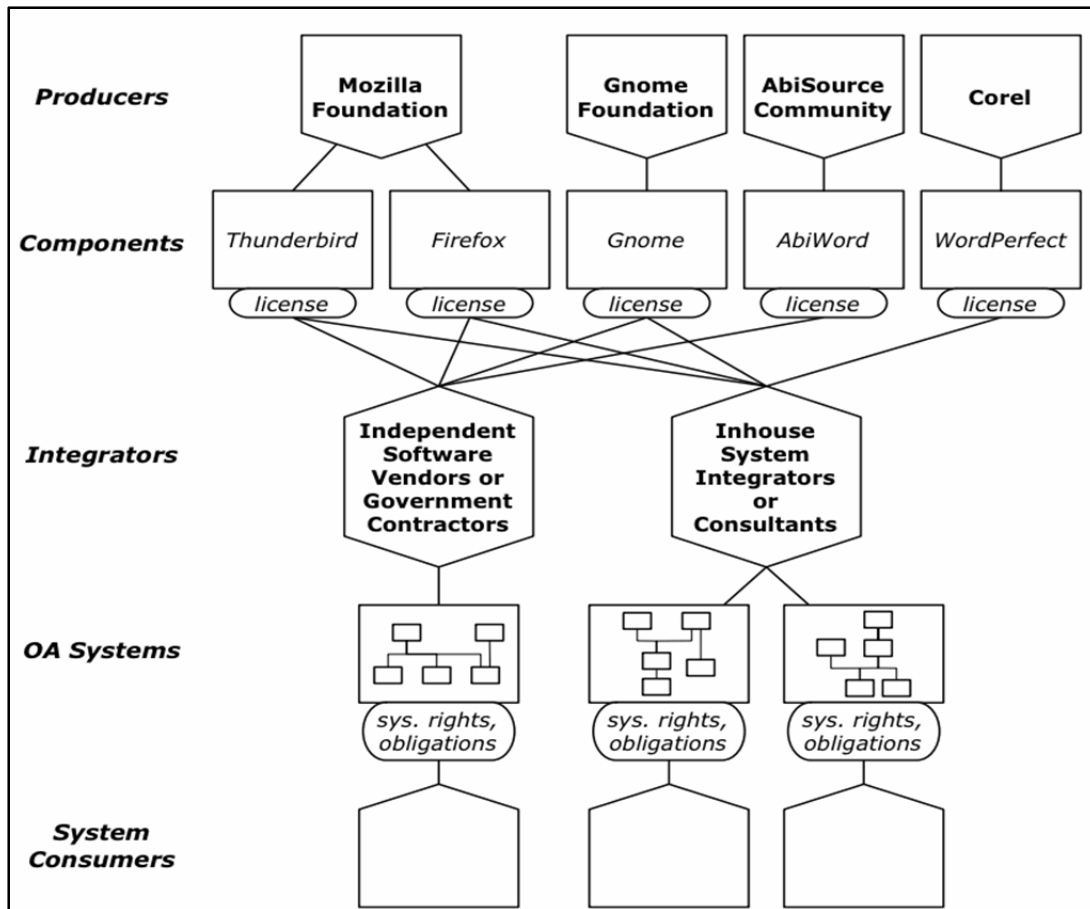 Producers
Mozilla
Foundation
Gnome
Foundation
AbiSource
Community
Corel
Components
Thunderbird
Firefox
Gnome
AbiWord
WordPerfect
license
license
license
license
license
Integrators
Independent
Software
Vendors or
Government
Contractors
Inhouse
System
Integrators
or
Consultants
OA Systems
sys. rights,
obligations
sys. rights,
obligations
sys. rights,
obligations
System
Consumers